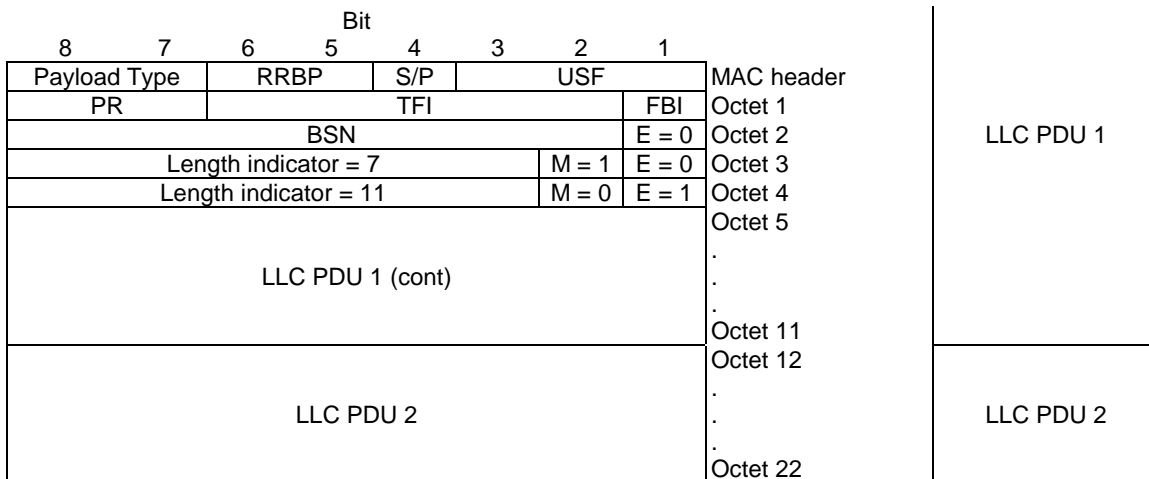 Bit
8 7 6 5 4 3 2 1
Payload Type RRBP S/P USF MAC header
PR TFI FBI Octet 1
BSN E = 0 Octet 2
Length indicator = 7 M = 1 E = 0 Octet 3
Length indicator = 11 M = 0 E = 1 Octet 4
LLC PDU 1
Octet 5
.
LLC PDU 1 (cont) .
.
Octet 11
Octet 12
.
LLC PDU 2 . LLC PDU 2
.
Octet 22